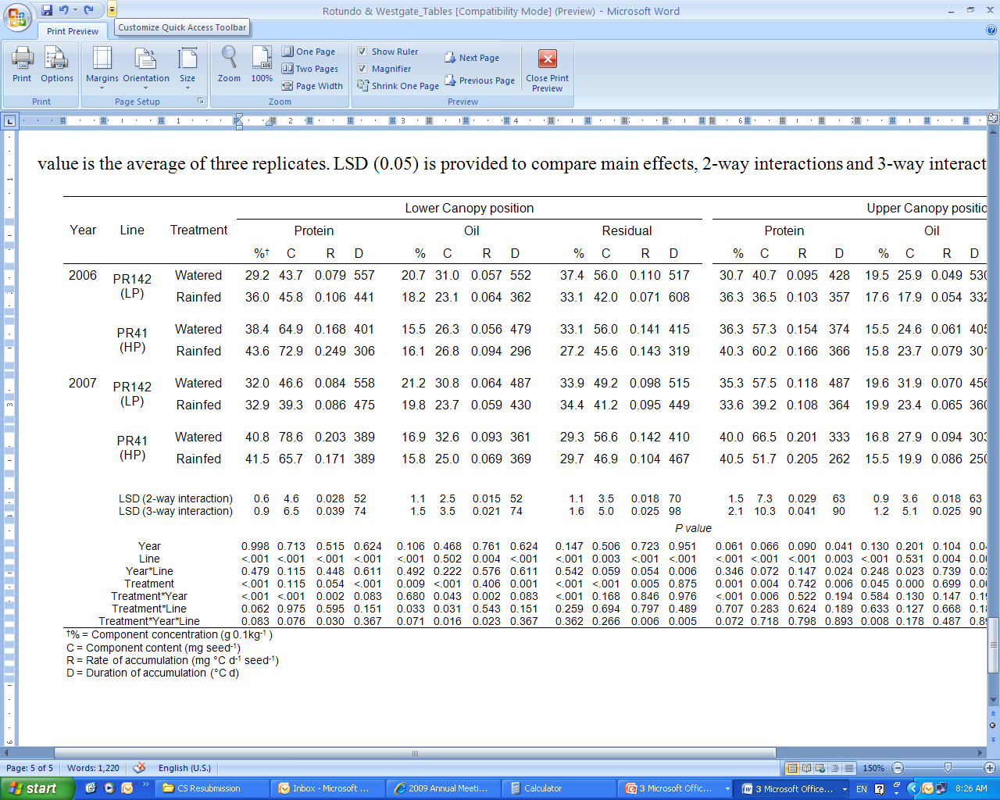 Rotundo & Westgate_Tables [Compatibility Mode] (Preview) - Microsoft Word
Print Preview
Customize Quick Access Toolbar
Print Options Margins Orientation Size Zoom 100% One Page Two Pages Page Width Show Ruler Magnifier Shrink One Page Next Page Previous Page Close Print Preview
Print Page Setup Zoom Preview
value is the average of three replicates. LSD (0.05) is provided to compare main effects, 2-way interactions and 3-way interact
Lower Canopy position Upper Canopy positio
Year Line Treatment Protein Oil Residual Protein Oil
%† C R D % C R D % C R D % C R D % C R D
2006 PR142 (LP) Watered 29.2 43.7 0.079 557 20.7 31.0 0.057 552 37.4 56.0 0.110 517 30.7 40.7 0.095 428 19.5 25.9 0.049 530
Rainfed 36.0 45.8 0.106 441 18.2 23.1 0.064 362 33.1 42.0 0.071 608 36.3 36.5 0.103 357 17.6 17.9 0.054 332
PR41 (HP) Watered 38.4 64.9 0.168 401 15.5 26.3 0.056 479 33.1 56.0 0.141 415 36.3 57.3 0.154 374 15.5 24.6 0.061 405
Rainfed 43.6 72.9 0.249 306 16.1 26.8 0.094 296 27.2 45.6 0.143 319 40.3 60.2 0.166 366 15.8 23.7 0.079 301
2007 PR142 (LP) Watered 32.0 46.6 0.084 558 21.2 30.8 0.064 487 33.9 49.2 0.098 515 35.3 57.5 0.118 487 19.6 31.9 0.070 456
Rainfed 32.9 39.3 0.086 475 19.8 23.7 0.059 430 34.4 41.2 0.095 449 33.6 39.2 0.108 364 19.9 23.4 0.065 360
PR41 (HP) Watered 40.8 78.6 0.203 389 16.9 32.6 0.093 361 29.3 56.6 0.142 410 40.0 66.5 0.201 333 16.8 27.9 0.094 303
Rainfed 41.5 65.7 0.171 389 15.8 25.0 0.069 369 29.7 46.9 0.104 467 40.5 51.7 0.205 262 15.5 19.9 0.086 250
LSD (2-way interaction) 0.6 4.6 0.028 52 1.1 2.5 0.015 52 1.1 3.5 0.018 70 1.5 7.3 0.029 63 0.9 3.6 0.018 63
LSD (3-way interaction) 0.9 6.5 0.039 74 1.5 3.5 0.021 74 1.6 5.0 0.025 98 2.1 10.3 0.041 90 1.2 5.1 0.025 90
P value
Year 0.998 0.713 0.515 0.624 0.106 0.468 0.761 0.624 0.147 0.506 0.723 0.951 0.061 0.066 0.090 0.041 0.130 0.201 0.104
Line <.001 <.001 <.001 <.001 <.001 0.502 0.004 <.001 <.001 0.003 <.001 <.001 <.001 <.001 <.001 0.003 <.001 0.531 0.004
Year*Line 0.479 0.115 0.448 0.611 0.492 0.222 0.576 0.611 0.542 0.059 0.054 0.006 0.346 0.072 0.147 0.024 0.248 0.023 0.739
Treatment <.001 0.115 0.054 <.001 0.009 <.001 0.406 0.001 <.001 <.001 0.005 0.875 0.001 0.004 0.742 0.006 0.045 0.000 0.699
Treatment*Year <.001 <.001 0.002 0.083 0.680 0.043 0.002 0.083 <.001 0.168 0.846 0.976 <.001 0.006 0.522 0.194 0.584 0.130 0.147
Treatment*Line 0.062 0.975 0.595 0.151 0.033 0.031 0.543 0.151 0.259 0.694 0.797 0.489 0.707 0.283 0.624 0.189 0.633 0.127 0.668
Treatment*Year*Line 0.083 0.076 0.030 0.367 0.071 0.016 0.023 0.367 0.362 0.266 0.006 0.005 0.072 0.718 0.798 0.893 0.008 0.178 0.487
†% = Component concentration (g 0.1kg-1 )
C = Component content (mg seed-1)
R = Rate of accumulation (mg °C d-1 seed-1)
D = Duration of accumulation (°C d)
Page: 5 of 5 Words: 1,220 English (U.S.) 150%
start CS Resubmission Inbox - Microsoft ... 2009 Annual Meeti... Calculator 3 Microsoft Offic... 3 Microsoft Office... EN 8:26 AM